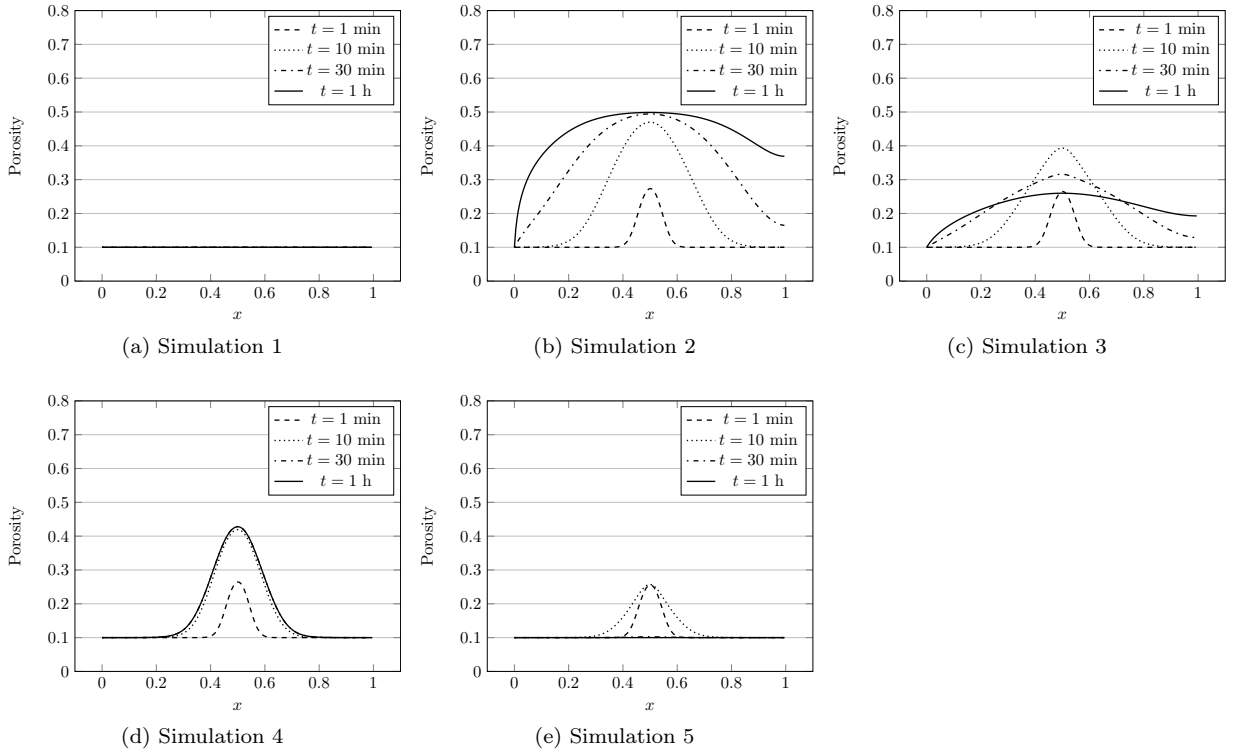 0.8
0.7
0.6
0.5
0.4
0.3
0.2
0.1
0
Porosity
t = 1 min
t = 10 min
t = 30 min
t = 1 h
0 0.2 0.4 0.6 0.8 1
x
(a) Simulation 1
0.8
0.7
0.6
0.5
0.4
0.3
0.2
0.1
0
Porosity
t = 1 min
t = 10 min
t = 30 min
t = 1 h
0 0.2 0.4 0.6 0.8 1
x
(b) Simulation 2
0.8
0.7
0.6
0.5
0.4
0.3
0.2
0.1
0
Porosity
t = 1 min
t = 10 min
t = 30 min
t = 1 h
0 0.2 0.4 0.6 0.8 1
x
(c) Simulation 3
0.8
0.7
0.6
0.5
0.4
0.3
0.2
0.1
0
Porosity
t = 1 min
t = 10 min
t = 30 min
t = 1 h
0 0.2 0.4 0.6 0.8 1
x
(d) Simulation 4
0.8
0.7
0.6
0.5
0.4
0.3
0.2
0.1
0
Porosity
t = 1 min
t = 10 min
t = 30 min
t = 1 h
0 0.2 0.4 0.6 0.8 1
x
(e) Simulation 5